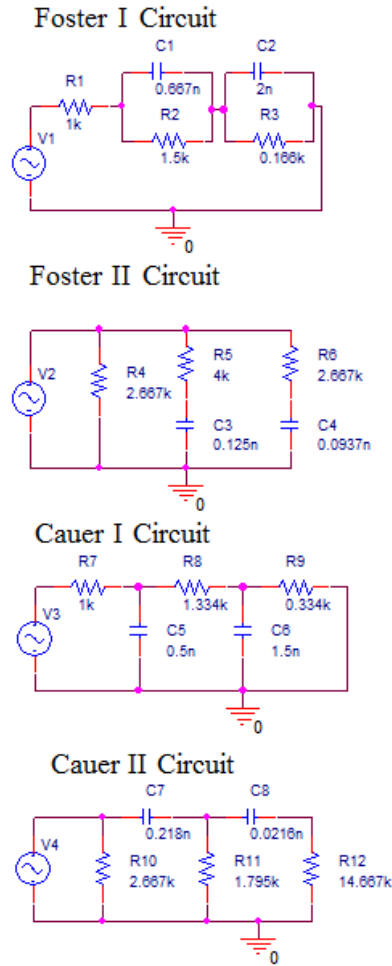 Foster I Circuit
C1
C2
0.667n
2n
R1
1k
R2
R3
1.5k
0.166k
V1
0
Foster II Circuit
R5
R6
V2
R4
4k
2.667k
2.667k
C3
C4
0.125n
0.0937n
0
Cauer I Circuit
R7
R8
R9
1k
1.334k
0.334k
V3
C5
C6
0.5n
1.5n
0
Cauer II Circuit
C7
C8
0.218n
0.0216n
V4
R10
R11
R12
2.667k
1.795k
14.667k
0